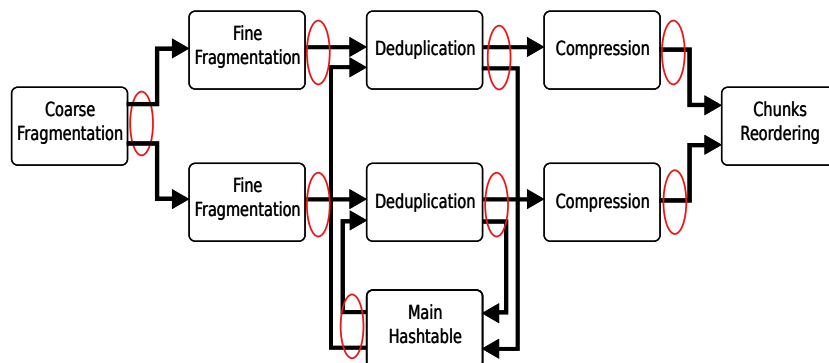 Fine
Fragmentation
Deduplication
Compression
Coarse
Fragmentation
Chunks
Reordering
Fine
Fragmentation
Deduplication
Compression
Main
Hashtable